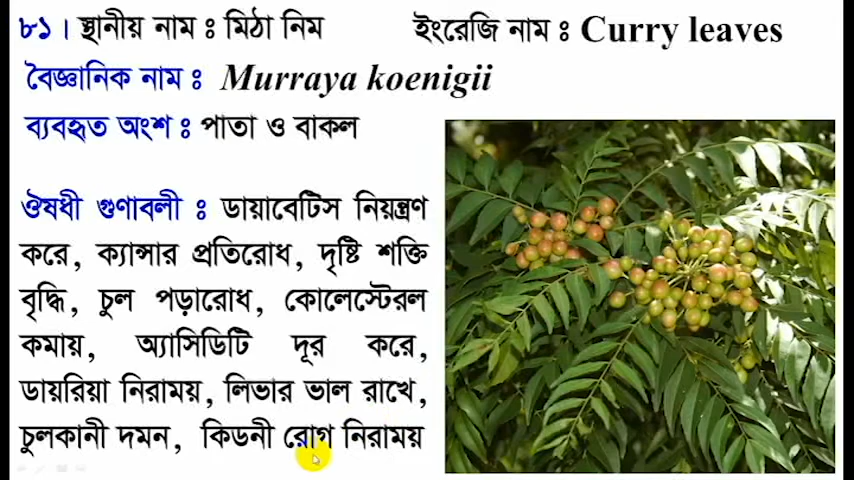 ৮১। স্থানীয় নাম : মিঠা নিম ইংরেজি নাম : Curry leaves
বৈজ্ঞানিক নাম : Murraya koenigii
ব্যবহৃত অংশ : পাতা ও বাকল
ঔষধী গুণাবলী : ডায়াবেটিস নিয়ন্ত্রণ
করে, ক্যান্সার প্রতিরোধ, দৃষ্টি শক্তি
বৃদ্ধি, চুল পড়ারোধ, কোলেস্টেরল
কমায়, অ্যাসিডিটি দূর করে,
ডায়রিয়া নিরাময়, লিভার ভাল রাখে,
চুলকানী দমন, কিডনী রোগ নিরাময়